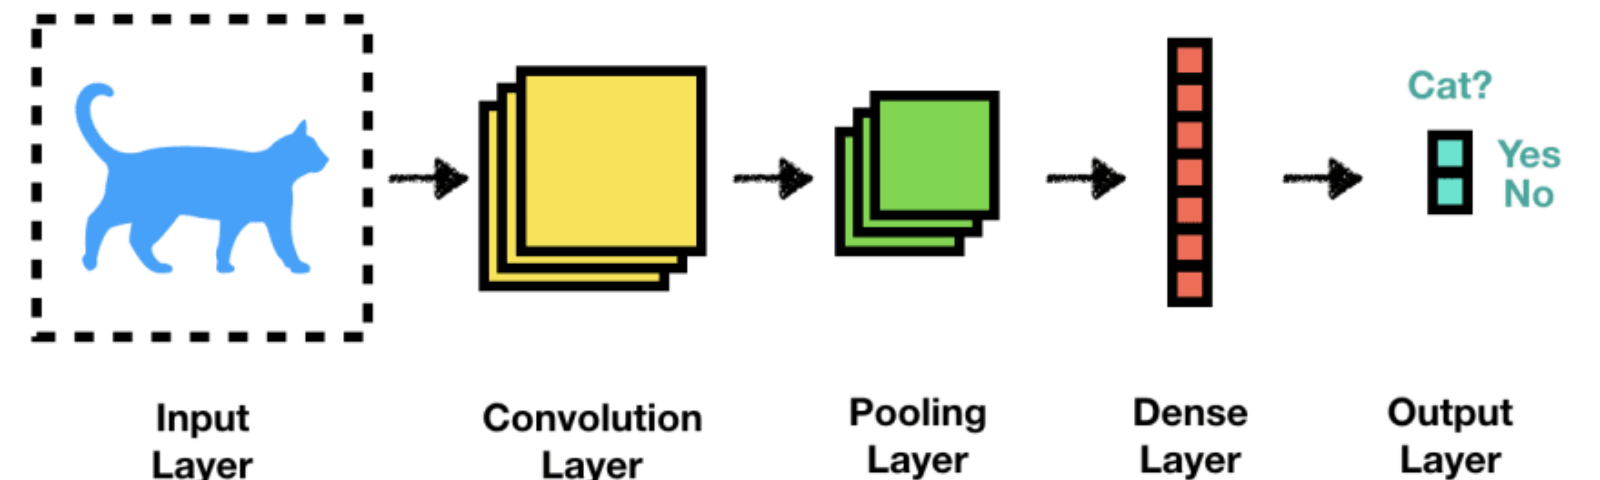 Cat?
Yes
No
Input
Layer
Convolution
Layer
Pooling
Layer
Dense
Layer
Output
Layer